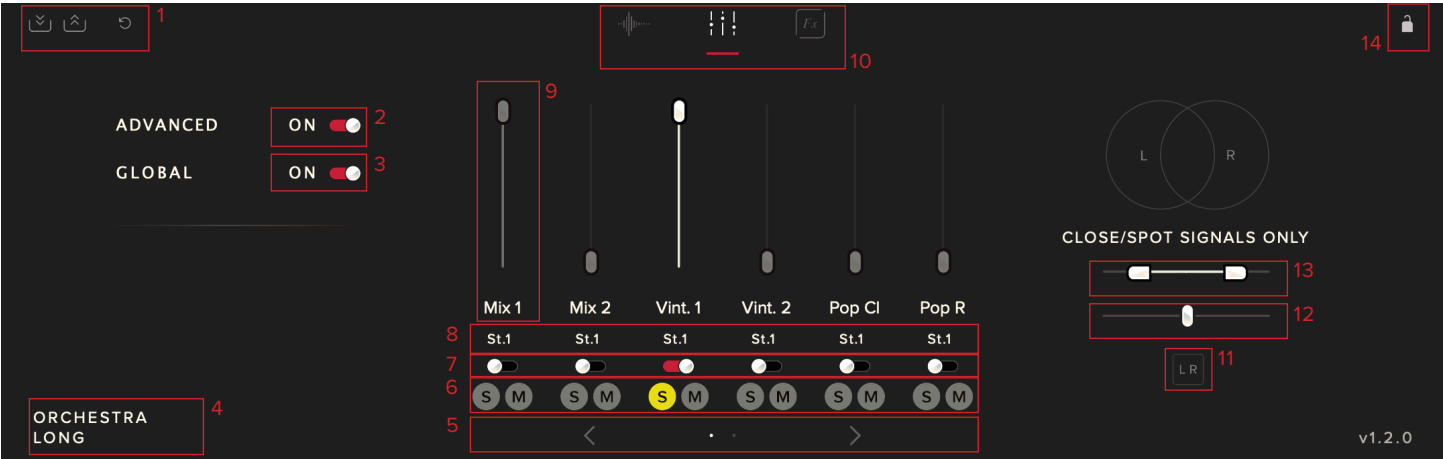 1
Fx
10
14
ADVANCED ON 2
GLOBAL ON 3
9
L R
CLOSE/SPOT SIGNALS ONLY
13
12
Mix 1 Mix 2 Vint. 1 Vint. 2 Pop Cl Pop R
8 St.1 St.1 St.1 St.1 St.1 St.1
7
11
L R
6 S M S M S M S M S M S M
ORCHESTRA 4
LONG
5
v1.2.0